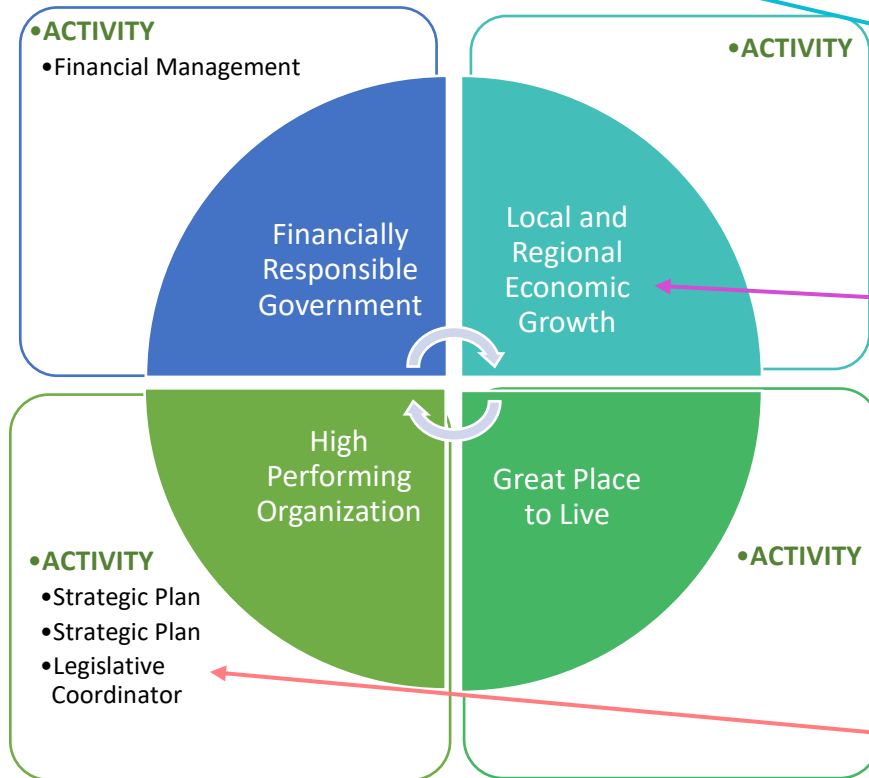 •ACTIVITY
•Financial Management
•ACTIVITY
Financially
Responsible
Government
Local and
Regional
Economic
Growth
High
Performing
Organization
Great Place
to Live
•ACTIVITY
•Strategic Plan
•Strategic Plan
•Legislative
Coordinator
•ACTIVITY